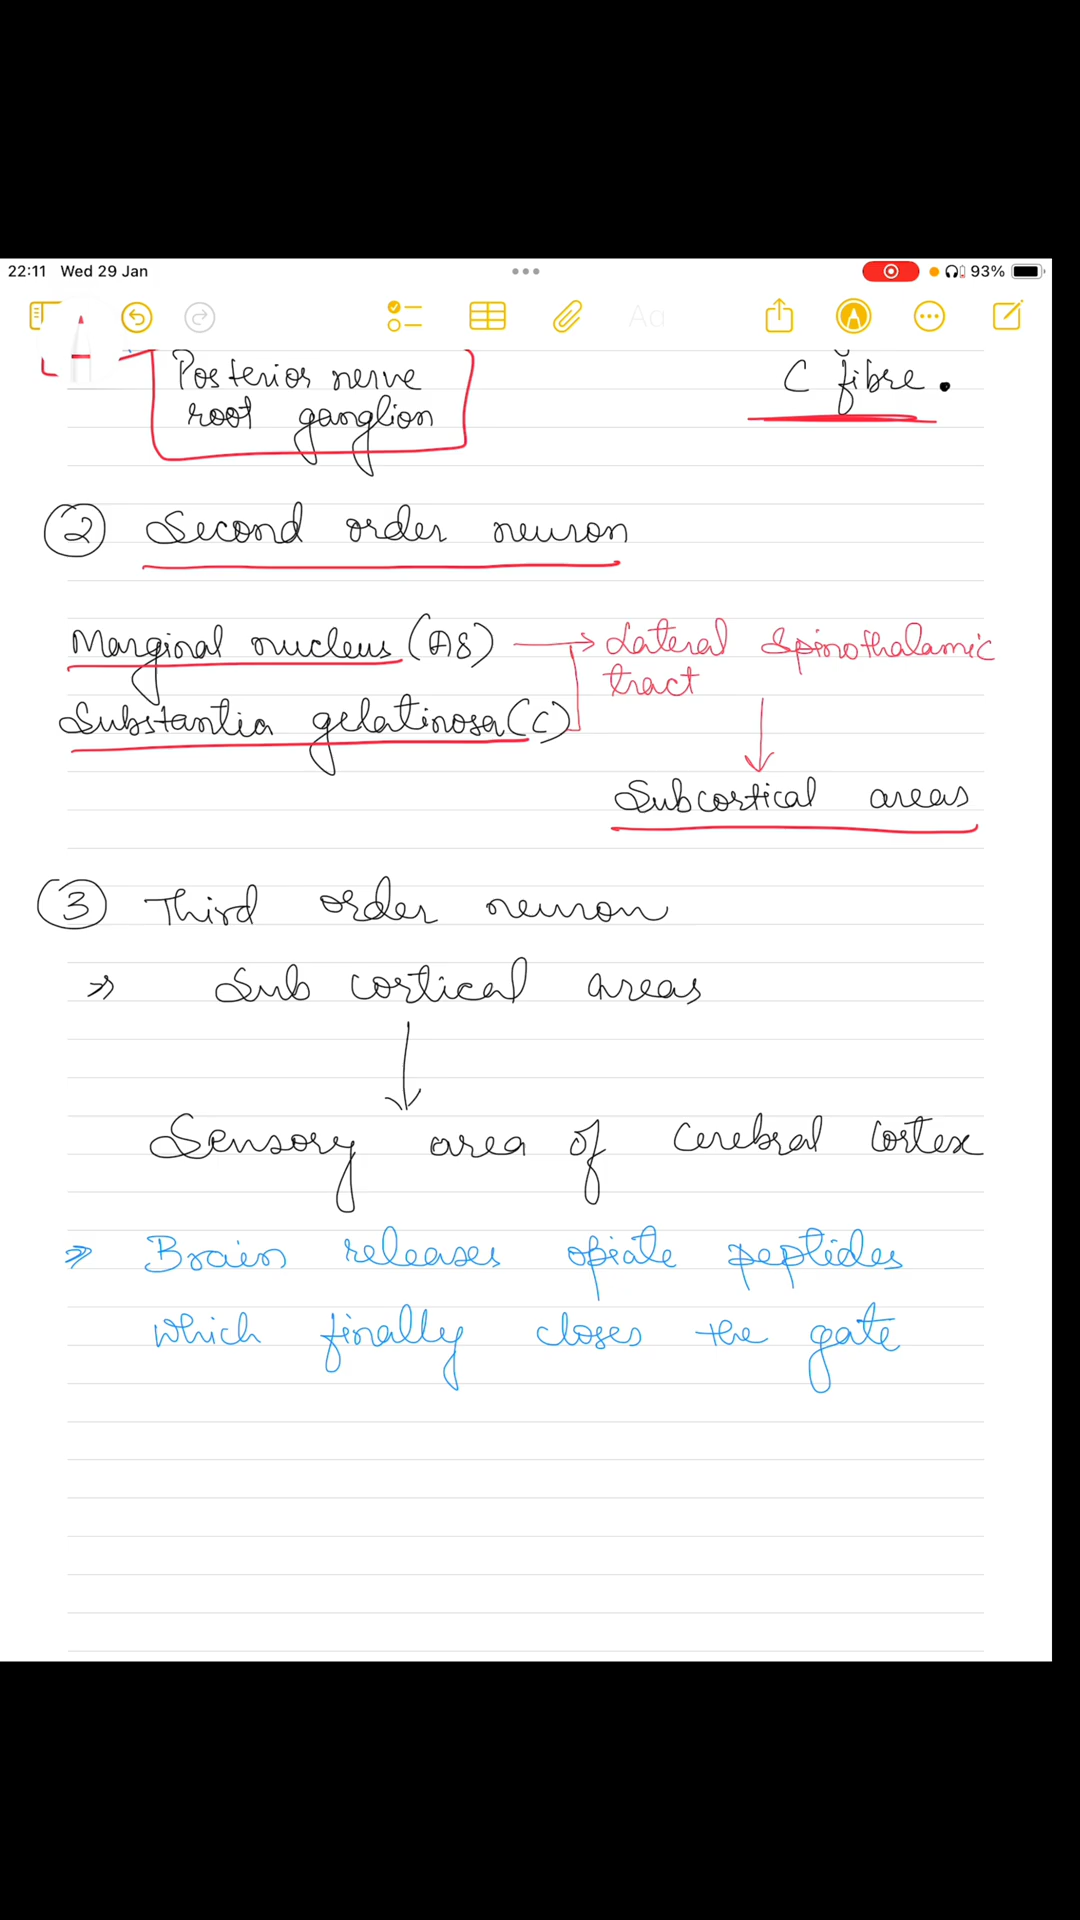 22:11 Wed 29 Jan 93%
Aa
Posterior nerve
root ganglion
C fibre.
2 Second order neuron
Marginal nucleus (Aδ) → Lateral Spinothalamic
tract
Substantia gelatinosa (C)
Subcortical areas
3 Third order neuron
⇒ Sub cortical areas
Sensory area of cerebral cortex
⇒ Brain releases opiate peptides
which finally closes the gate